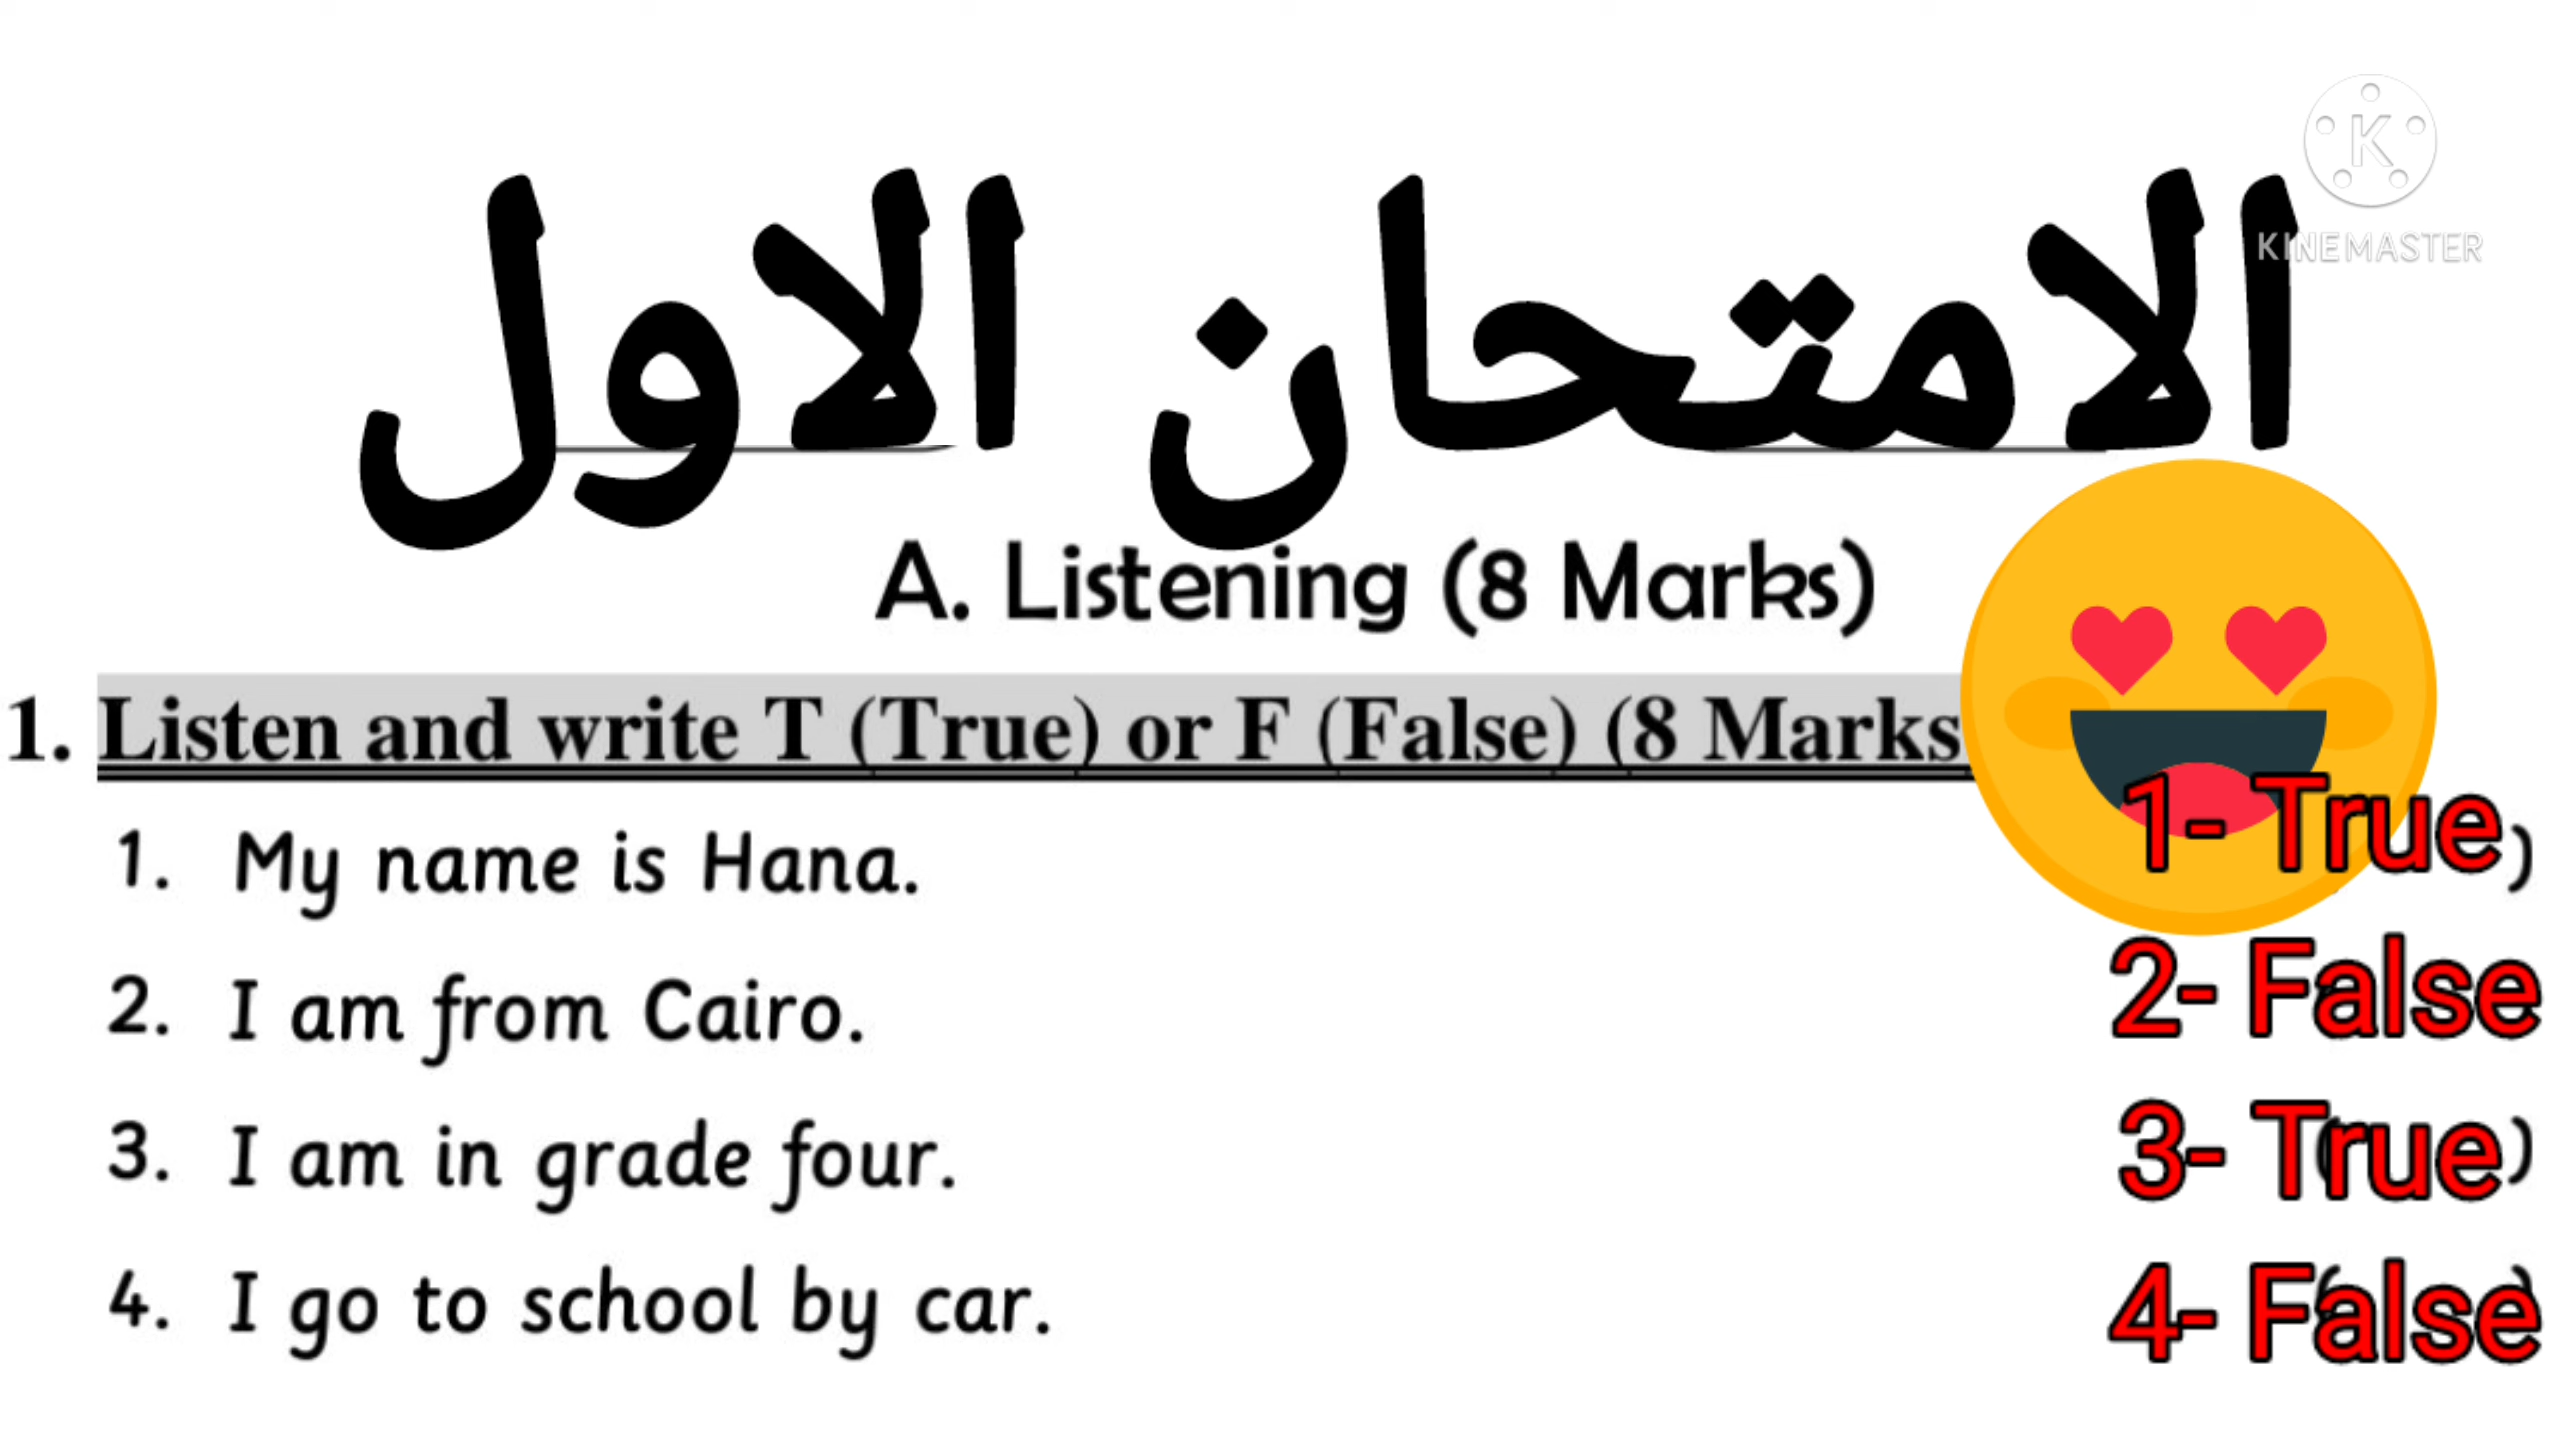 K
KINEMASTER
الامتحان الاول
A. Listening (8 Marks)
1. Listen and write T (True) or F (False) (8 Marks
1. My name is Hana. 1- True )
2. I am from Cairo. 2- False
3. I am in grade four. 3- True )
4. I go to school by car. 4- False